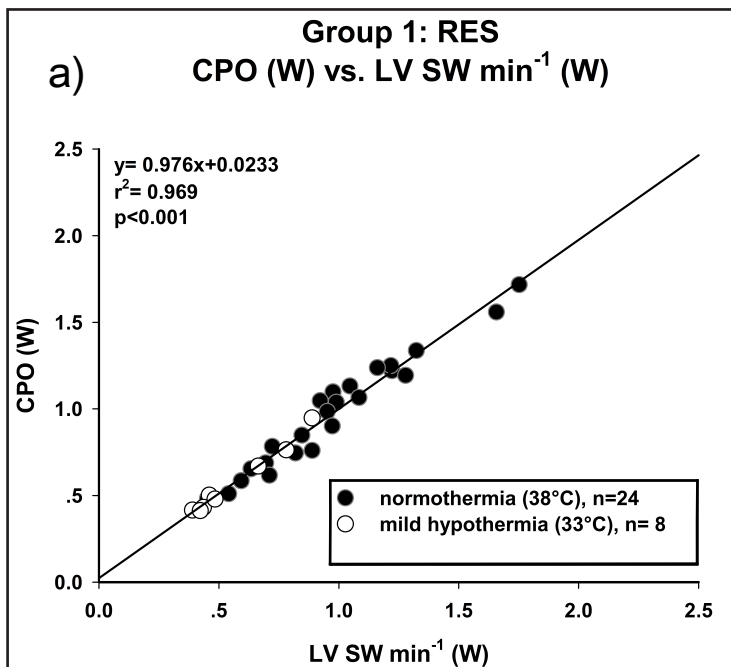 Group 1: RES
a) CPO (W) vs. LV SW min⁻¹ (W)
y= 0.976x+0.0233
r²= 0.969
p<0.001
2.5
2.0
1.5
1.0
.5
0.0
CPO (W)
normothermia (38°C), n=24
mild hypothermia (33°C), n= 8
0.0 .5 1.0 1.5 2.0 2.5
LV SW min⁻¹ (W)